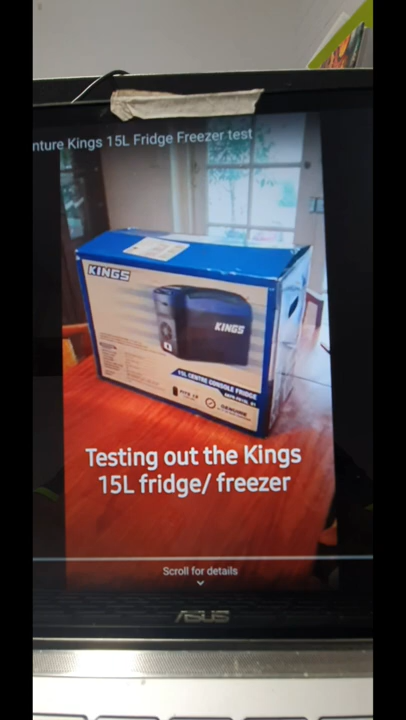 nture Kings 15L Fridge Freezer test
KINGS
KINGS
15L CENTRE CONSOLE FRIDGE
GENUINE
Testing out the Kings
15L fridge/ freezer
Scroll for details
ASUS